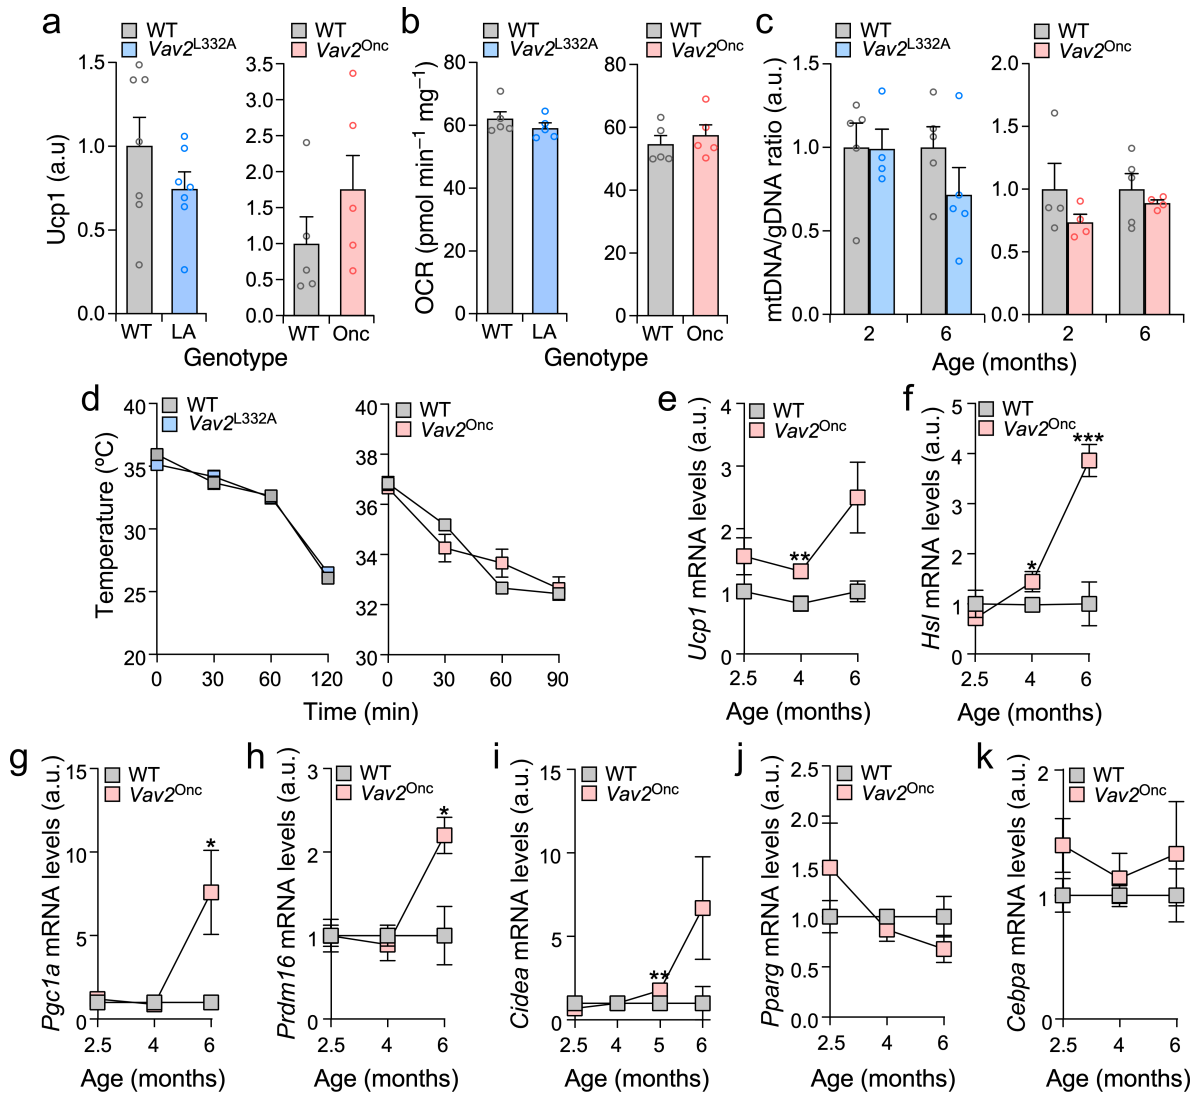 a
WT
Vav2L332A
WT
Vav2Onc
Ucp1 (a.u)
1.5
1.0
0.5
0.0
WT LA
3.5
3.0
2.5
2.0
1.5
1.0
0.5
0.0
WT Onc
Genotype
b
WT
Vav2L332A
WT
Vav2Onc
OCR (pmol min–1 mg–1)
80
60
40
20
0
WT LA
80
60
40
20
0
WT Onc
Genotype
c
WT
Vav2L332A
WT
Vav2Onc
mtDNA/gDNA ratio (a.u.)
1.5
1.0
0.5
0.0
2 6
2.0
1.5
1.0
0.5
0.0
2 6
Age (months)
d
WT
Vav2L332A
WT
Vav2Onc
Temperature (ºC)
40
35
30
25
20
0 30 60 120
40
38
36
34
32
30
0 30 60 90
Time (min)
e
WT
Vav2Onc
Ucp1 mRNA levels (a.u.)
4
3
2
1
0
**
2.5 4 6
Age (months)
f
WT
Vav2Onc
Hsl mRNA levels (a.u.)
5
4
3
2
1
0
*
***
2.5 4 6
Age (months)
g
WT
Vav2Onc
Pgc1a mRNA levels (a.u.)
15
10
5
0
*
2.5 4 6
Age (months)
h
WT
Vav2Onc
Prdm16 mRNA levels (a.u.)
3
2
1
0
*
2.5 4 6
Age (months)
i
WT
Vav2Onc
Cidea mRNA levels (a.u.)
15
10
5
0
**
2.5 4 5 6
Age (months)
j
WT
Vav2Onc
Pparg mRNA levels (a.u.)
2.5
2.0
1.5
1.0
0.5
0.0
2.5 4 6
Age (months)
k
WT
Vav2Onc
Cebpa mRNA levels (a.u.)
2
1
0
2.5 4 6
Age (months)